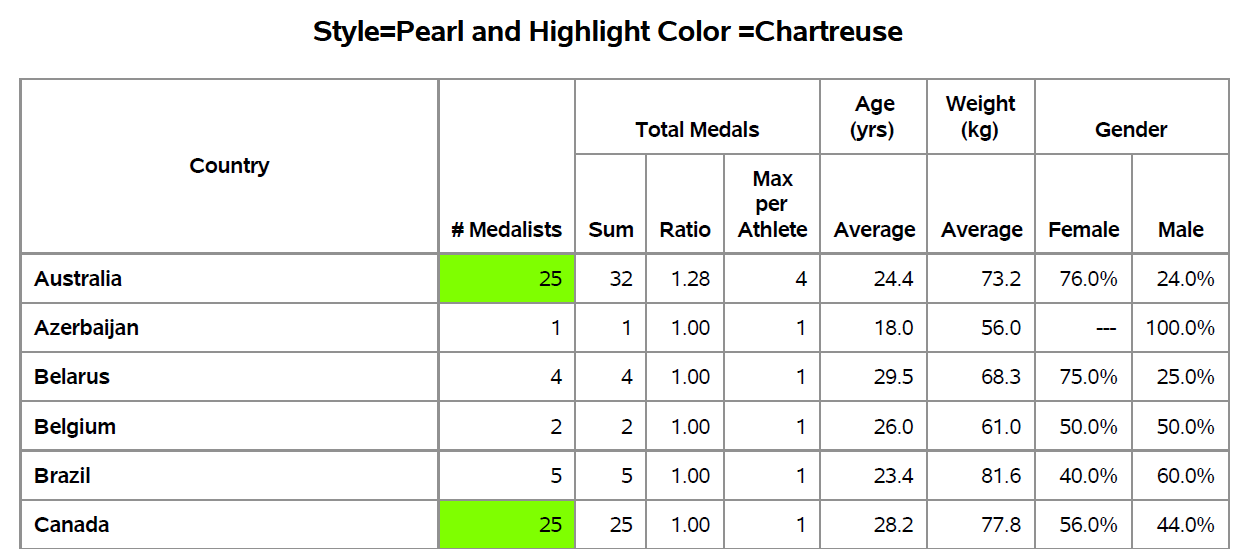 Style=Pearl and Highlight Color =Chartreuse
Country # Medalists Total Medals Age (yrs) Weight (kg) Gender
Sum Ratio Max per Athlete Average Average Female Male
Australia 25 32 1.28 4 24.4 73.2 76.0% 24.0%
Azerbaijan 1 1 1.00 1 18.0 56.0 --- 100.0%
Belarus 4 4 1.00 1 29.5 68.3 75.0% 25.0%
Belgium 2 2 1.00 1 26.0 61.0 50.0% 50.0%
Brazil 5 5 1.00 1 23.4 81.6 40.0% 60.0%
Canada 25 25 1.00 1 28.2 77.8 56.0% 44.0%